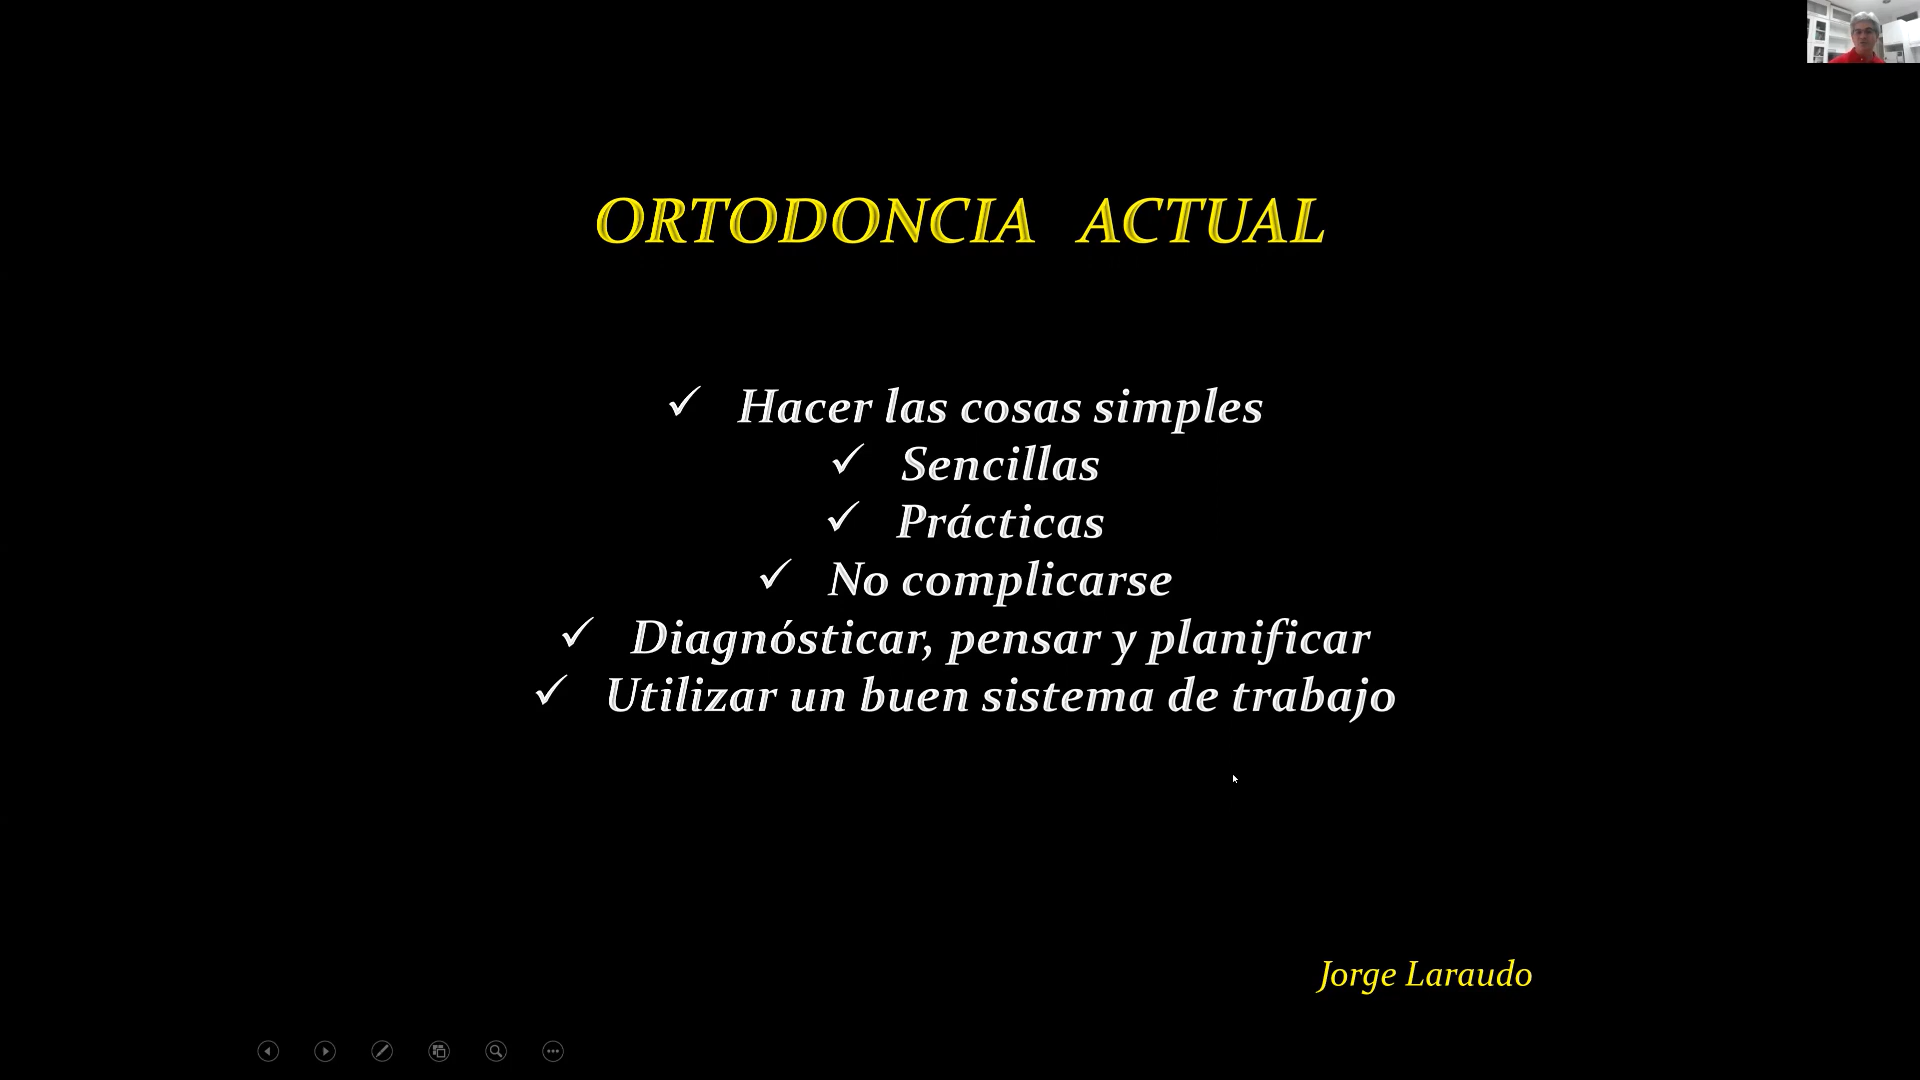 ORTODONCIA ACTUAL
✓ Hacer las cosas simples
✓ Sencillas
✓ Prácticas
✓ No complicarse
✓ Diagnósticar, pensar y planificar
✓ Utilizar un buen sistema de trabajo
Jorge Laraudo